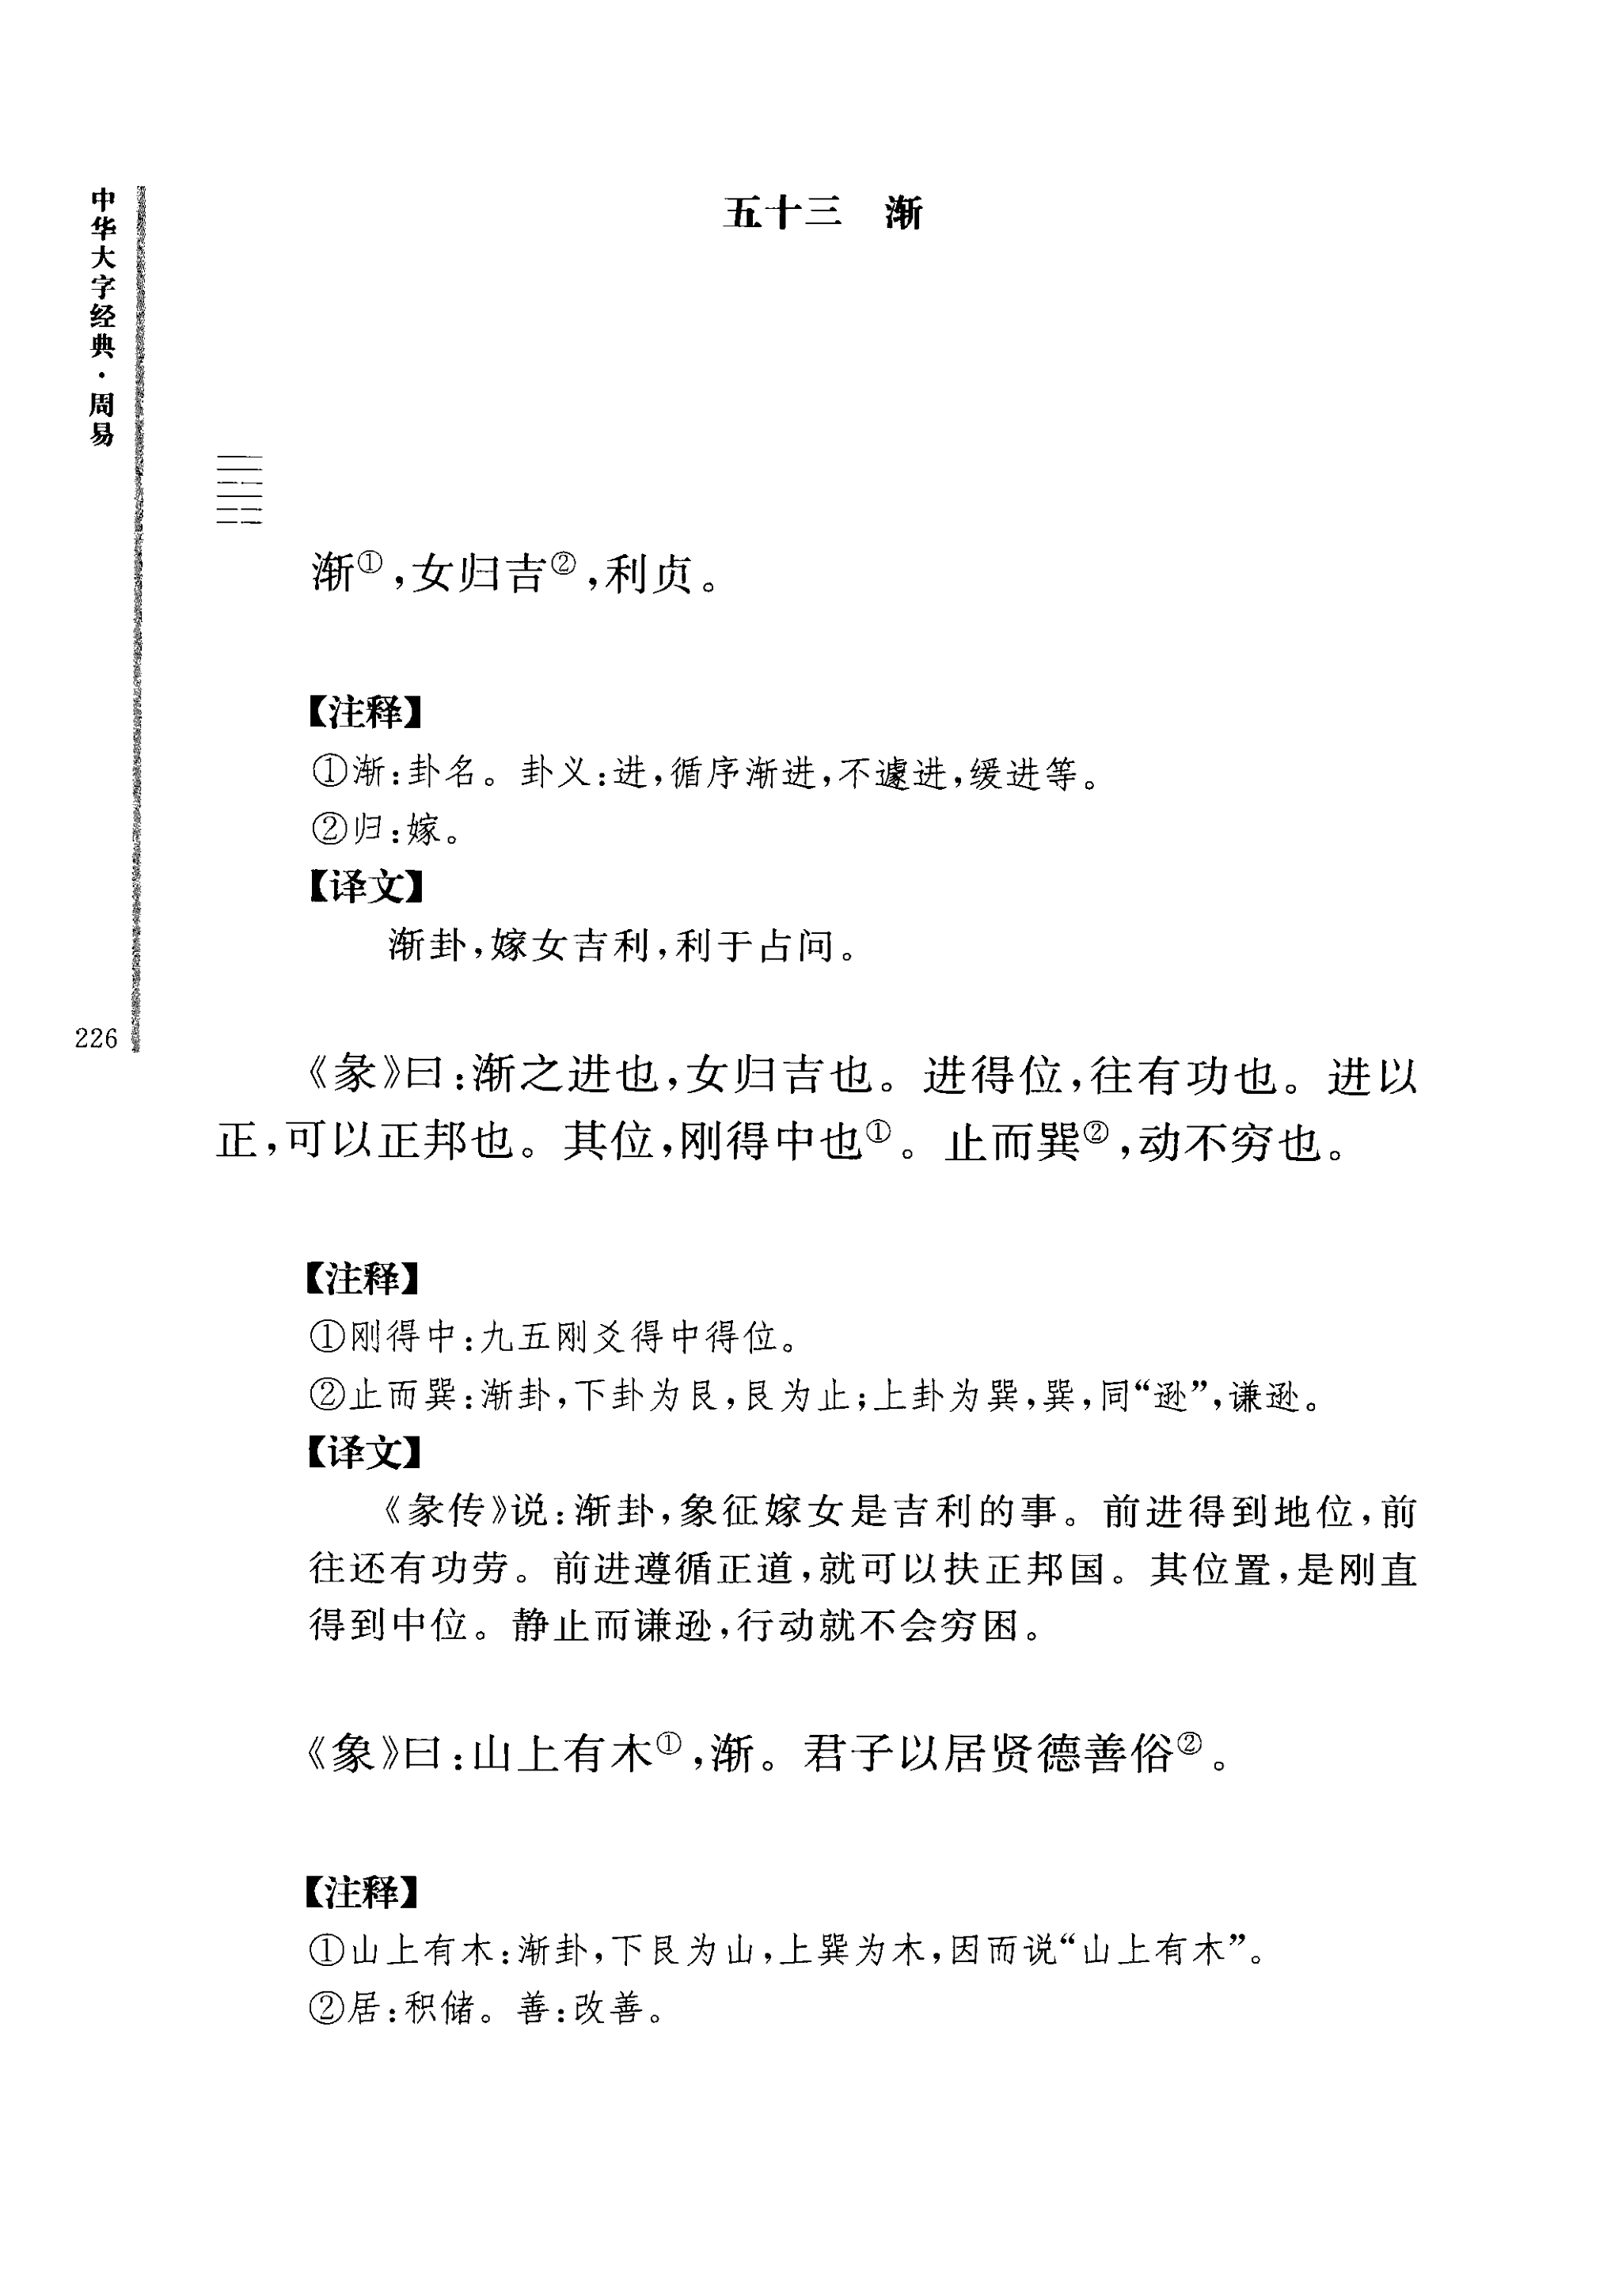 中华大字经典·周易
226
五十三　渐
渐①,女归吉②,利贞。
【注释】
①渐:卦名。卦义:进,循序渐进,不遽进,缓进等。
②归:嫁。
【译文】
渐卦,嫁女吉利,利于占问。
《彖》曰:渐之进也,女归吉也。进得位,往有功也。进以
正,可以正邦也。其位,刚得中也①。止而巽②,动不穷也。
【注释】
①刚得中:九五刚爻得中得位。
②止而巽:渐卦,下卦为艮,艮为止;上卦为巽,巽,同“逊”,谦逊。
【译文】
《彖传》说:渐卦,象征嫁女是吉利的事。前进得到地位,前
往还有功劳。前进遵循正道,就可以扶正邦国。其位置,是刚直
得到中位。静止而谦逊,行动就不会穷困。
《象》曰:山上有木①,渐。君子以居贤德善俗②。
【注释】
①山上有木:渐卦,下艮为山,上巽为木,因而说“山上有木”。
②居:积储。善:改善。